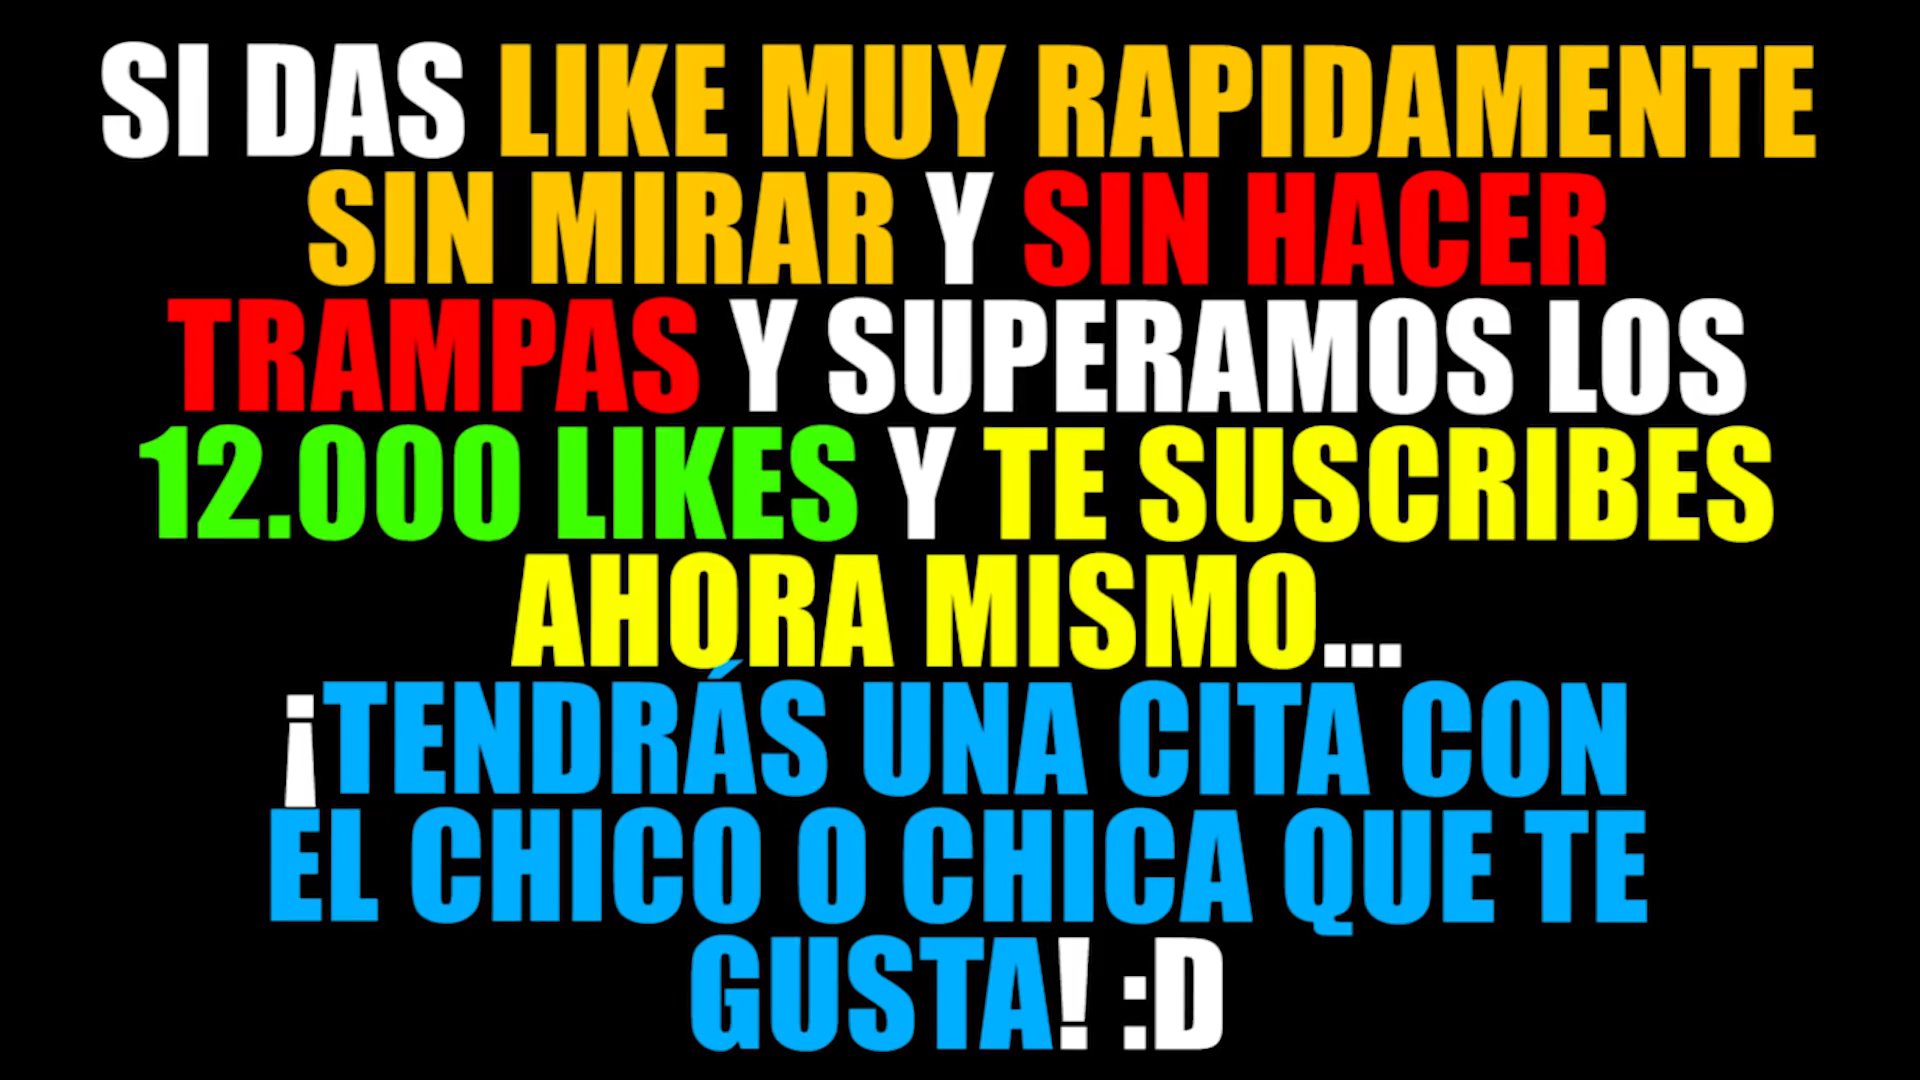 SI DAS LIKE MUY RAPIDAMENTE
SIN MIRAR Y SIN HACER
TRAMPAS Y SUPERAMOS LOS
12.000 LIKES Y TE SUSCRIBES
AHORA MISMO...
¡TENDRÁS UNA CITA CON
EL CHICO O CHICA QUE TE
GUSTA! :D